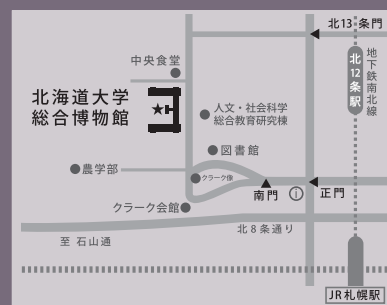 北13条門
地下鉄南北線
北12条駅
中央食堂
北海道大学
総合博物館
人文・社会科学
総合教育研究棟
図書館
農学部
クラーク像
i
正門
南門
クラーク会館
北8条通り
至 石山通
JR札幌駅